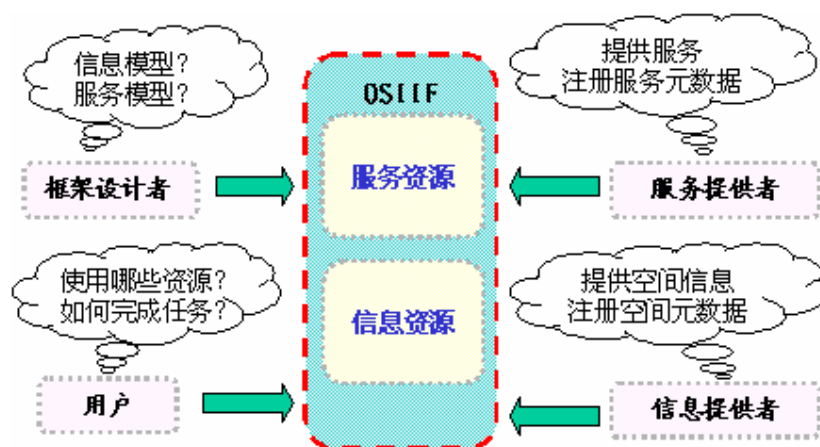 信息模型？
服务模型？
提供服务
注册服务元数据
OSIIF
服务资源
框架设计者
服务提供者
使用哪些资源？
如何完成任务？
提供空间信息
注册空间元数据
信息资源
用户
信息提供者